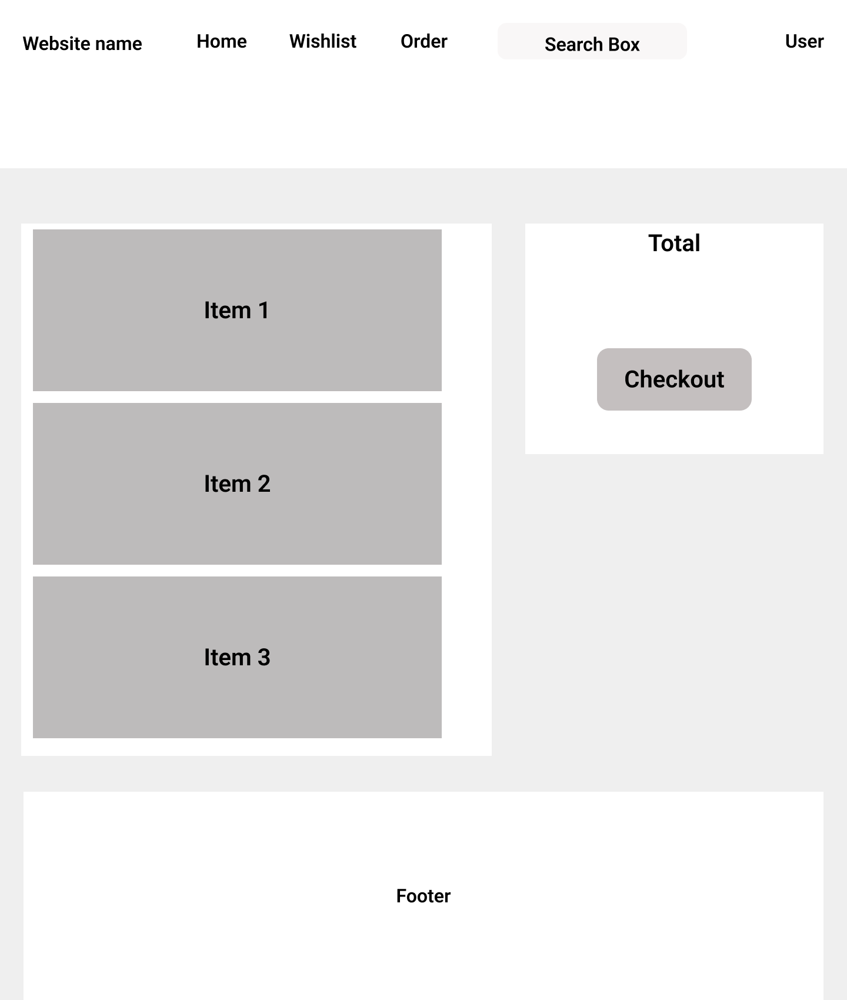 Website name
Home
Wishlist
Order
Search Box
User
Item 1
Total
Checkout
Item 2
Item 3
Footer